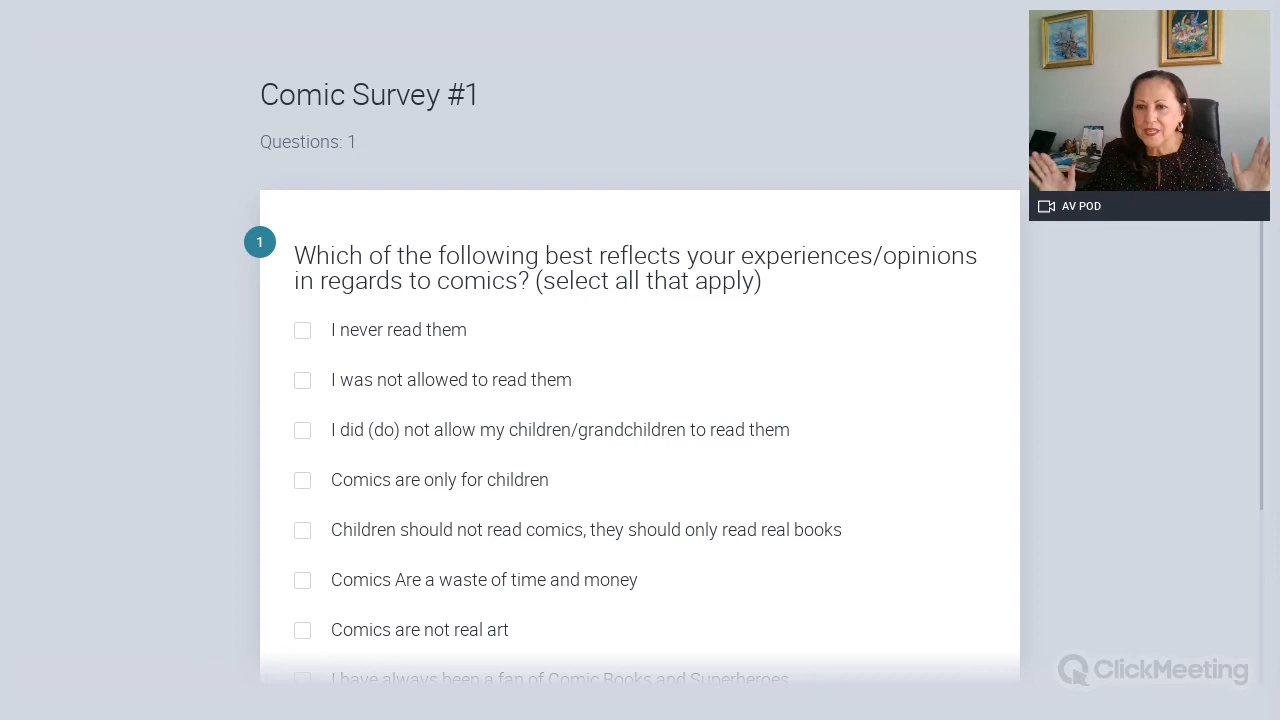 Comic Survey #1
Questions: 1
1
Which of the following best reflects your experiences/opinions
in regards to comics? (select all that apply)
I never read them
I was not allowed to read them
I did (do) not allow my children/grandchildren to read them
Comics are only for children
Children should not read comics, they should only read real books
Comics Are a waste of time and money
Comics are not real art
I have always been a fan of Comic Books and Superheroes
AV POD
ClickMeeting